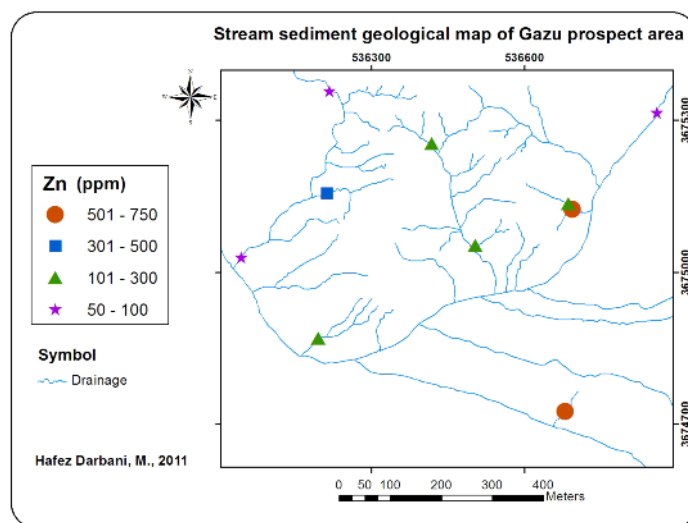 Stream sediment geological map of Gazu prospect area
536300 536600
N
W E
S
3675300
3675000
3674700
Zn (ppm)
501 - 750
301 - 500
101 - 300
50 - 100
Symbol
Drainage
Hafez Darbani, M., 2011
0 50 100 200 300 400
Meters